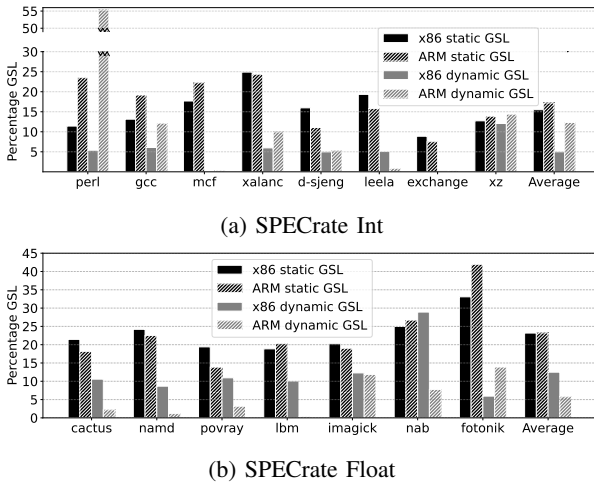 55
50
30
25
20
15
10
5
Percentage GSL
x86 static GSL
ARM static GSL
x86 dynamic GSL
ARM dynamic GSL
perl gcc mcf xalanc d-sjeng leela exchange xz Average
(a) SPECrate Int
45
40
35
30
25
20
15
10
5
0
Percentage GSL
x86 static GSL
ARM static GSL
x86 dynamic GSL
ARM dynamic GSL
cactus namd povray lbm imagick nab fotonik Average
(b) SPECrate Float